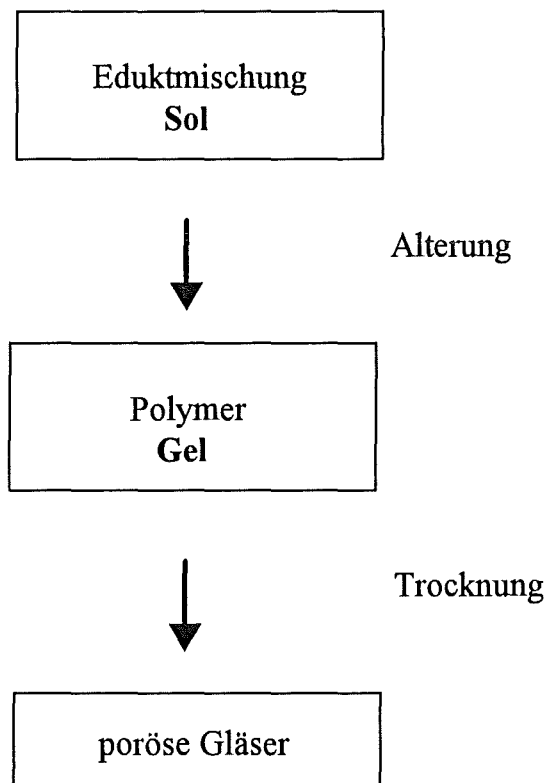 Eduktmischung
Sol
Alterung
Polymer
Gel
Trocknung
poröse Gläser